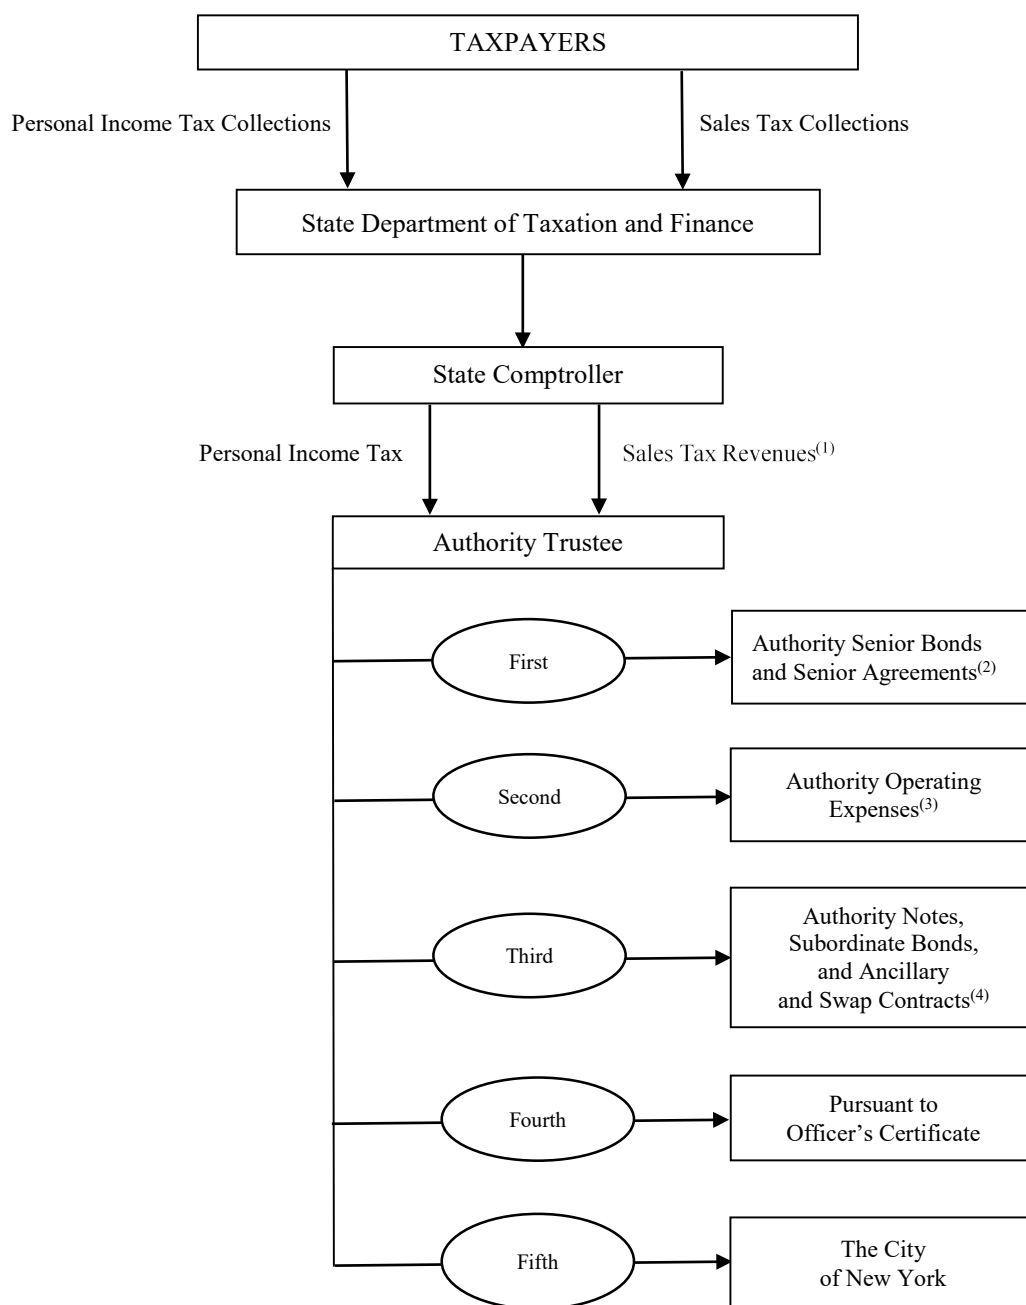 TAXPAYERS
Personal Income Tax Collections
Sales Tax Collections
State Department of Taxation and Finance
State Comptroller
Personal Income Tax
Sales Tax Revenues(1)
Authority Trustee
First
Authority Senior Bonds
and Senior Agreements(2)
Second
Authority Operating
Expenses(3)
Third
Authority Notes,
Subordinate Bonds,
and Ancillary
and Swap Contracts(4)
Fourth
Pursuant to
Officer’s Certificate
Fifth
The City
of New York